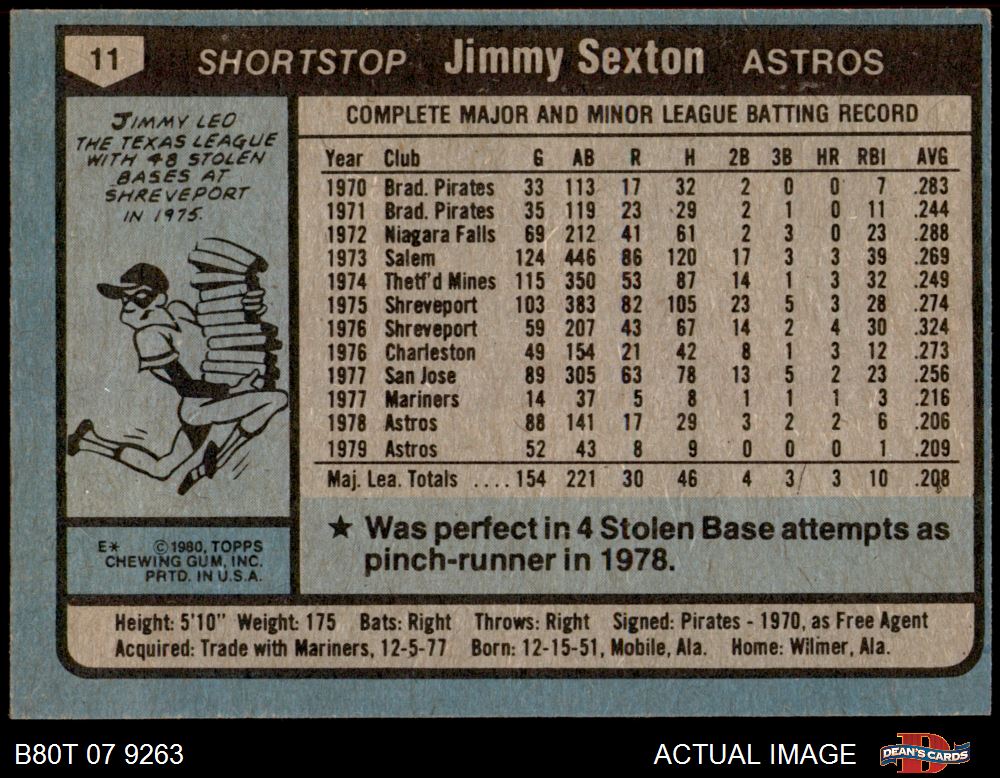 11 SHORTSTOP Jimmy Sexton ASTROS
JIMMY LED
THE TEXAS LEAGUE
WITH 48 STOLEN
BASES AT
SHREVEPORT
IN 1975.
COMPLETE MAJOR AND MINOR LEAGUE BATTING RECORD
Year Club G AB R H 2B 3B HR RBI AVG
1970 Brad. Pirates 33 113 17 32 2 0 0 7 .283
1971 Brad. Pirates 35 119 23 29 2 1 0 11 .244
1972 Niagara Falls 69 212 41 61 2 3 0 23 .288
1973 Salem 124 446 86 120 17 3 3 39 .269
1974 Thetf'd Mines 115 350 53 87 14 1 3 32 .249
1975 Shreveport 103 383 82 105 23 5 3 28 .274
1976 Shreveport 59 207 43 67 14 2 4 30 .324
1976 Charleston 49 154 21 42 8 1 3 12 .273
1977 San Jose 89 305 63 78 13 5 2 23 .256
1977 Mariners 14 37 5 8 1 1 1 3 .216
1978 Astros 88 141 17 29 3 2 2 6 .206
1979 Astros 52 43 8 9 0 0 0 1 .209
Maj. Lea. Totals ....154 221 30 46 4 3 3 10 .208
★ Was perfect in 4 Stolen Base attempts as
pinch-runner in 1978.
E* © 1980, TOPPS
CHEWING GUM, INC.
PRTD. IN U.S.A.
Height: 5'10" Weight: 175 Bats: Right Throws: Right Signed: Pirates - 1970, as Free Agent
Acquired: Trade with Mariners, 12-5-77 Born: 12-15-51, Mobile, Ala. Home: Wilmer, Ala.
B80T 07 9263 ACTUAL IMAGE DEAN'S CARDS